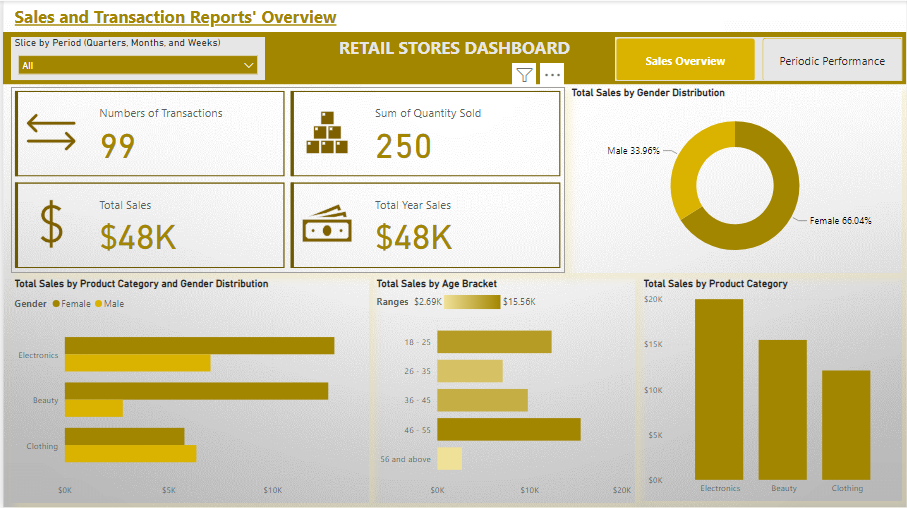 Sales and Transaction Reports' Overview
Slice by Period (Quarters, Months, and Weeks)
All
RETAIL STORES DASHBOARD
Sales Overview
Periodic Performance
Numbers of Transactions
99
Sum of Quantity Sold
250
Total Sales
$48K
Total Year Sales
$48K
Total Sales by Gender Distribution
Male 33.96%
Female 66.04%
Total Sales by Product Category and Gender Distribution
Gender Female Male
Electronics
Beauty
Clothing
$0K $5K $10K
Total Sales by Age Bracket
Ranges $2.69K $15.56K
18 - 25
26 - 35
36 - 45
46 - 55
56 and above
$0K $10K $20K
Total Sales by Product Category
$20K
$15K
$10K
$5K
$0K
Electronics Beauty Clothing